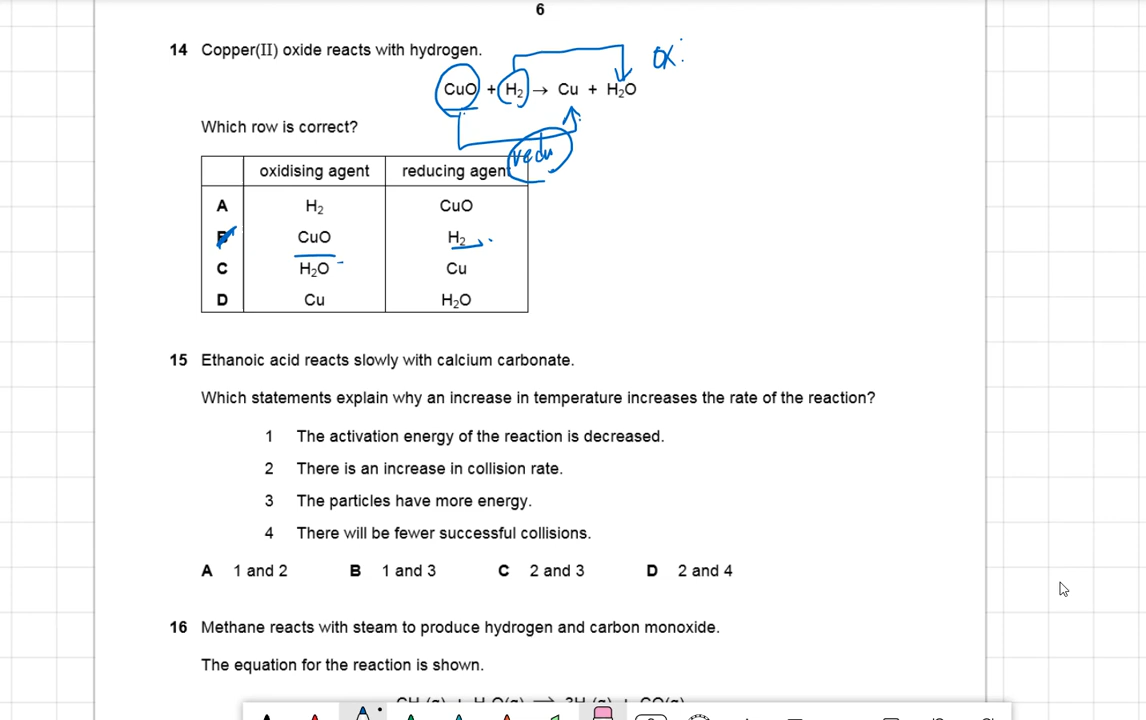 6
14 Copper(II) oxide reacts with hydrogen.
ox:
CuO + H₂ → Cu + H₂O
Which row is correct?
redu
oxidising agent reducing agent
A H₂ CuO
B CuO H₂
C H₂O Cu
D Cu H₂O
15 Ethanoic acid reacts slowly with calcium carbonate.
Which statements explain why an increase in temperature increases the rate of the reaction?
1 The activation energy of the reaction is decreased.
2 There is an increase in collision rate.
3 The particles have more energy.
4 There will be fewer successful collisions.
A 1 and 2 B 1 and 3 C 2 and 3 D 2 and 4
16 Methane reacts with steam to produce hydrogen and carbon monoxide.
The equation for the reaction is shown.